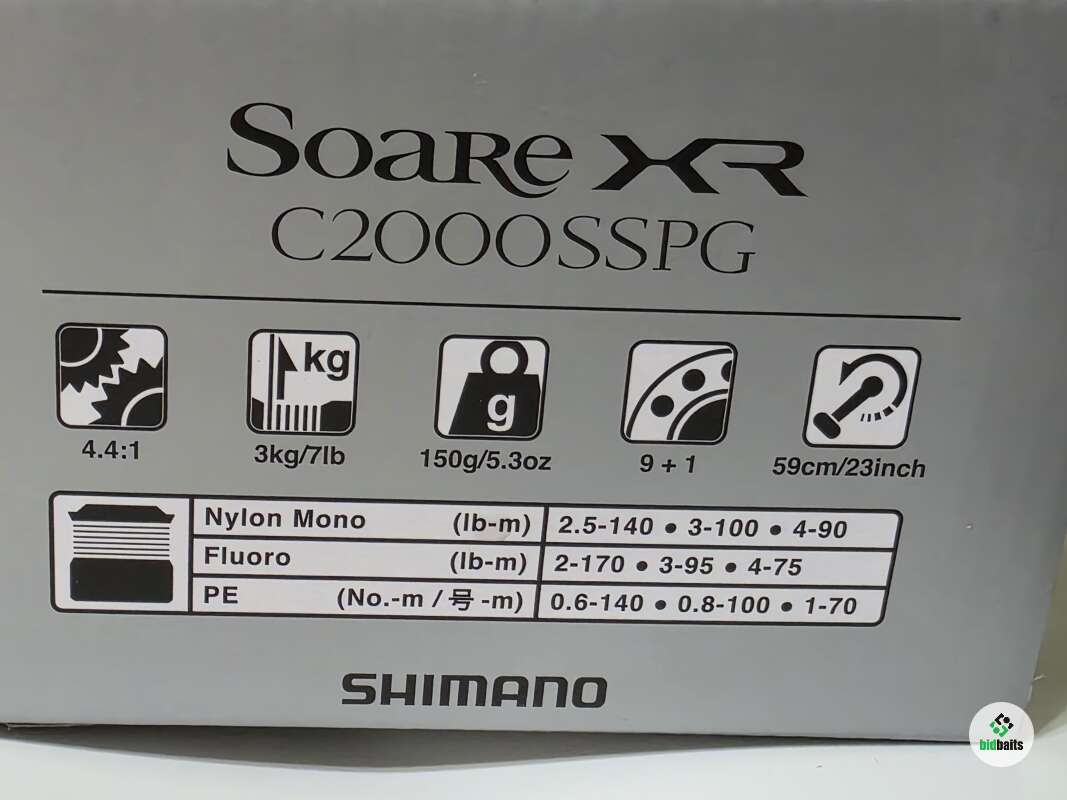 Soare XR
C2000SSPG
kg
g
4.4:1
3kg/7lb
150g/5.3oz
9 + 1
59cm/23inch
Nylon Mono (lb-m) 2.5-140 ● 3-100 ● 4-90
Fluoro (lb-m) 2-170 ● 3-95 ● 4-75
PE (No.-m / 号 -m) 0.6-140 ● 0.8-100 ● 1-70
SHIMANO
bidbaits